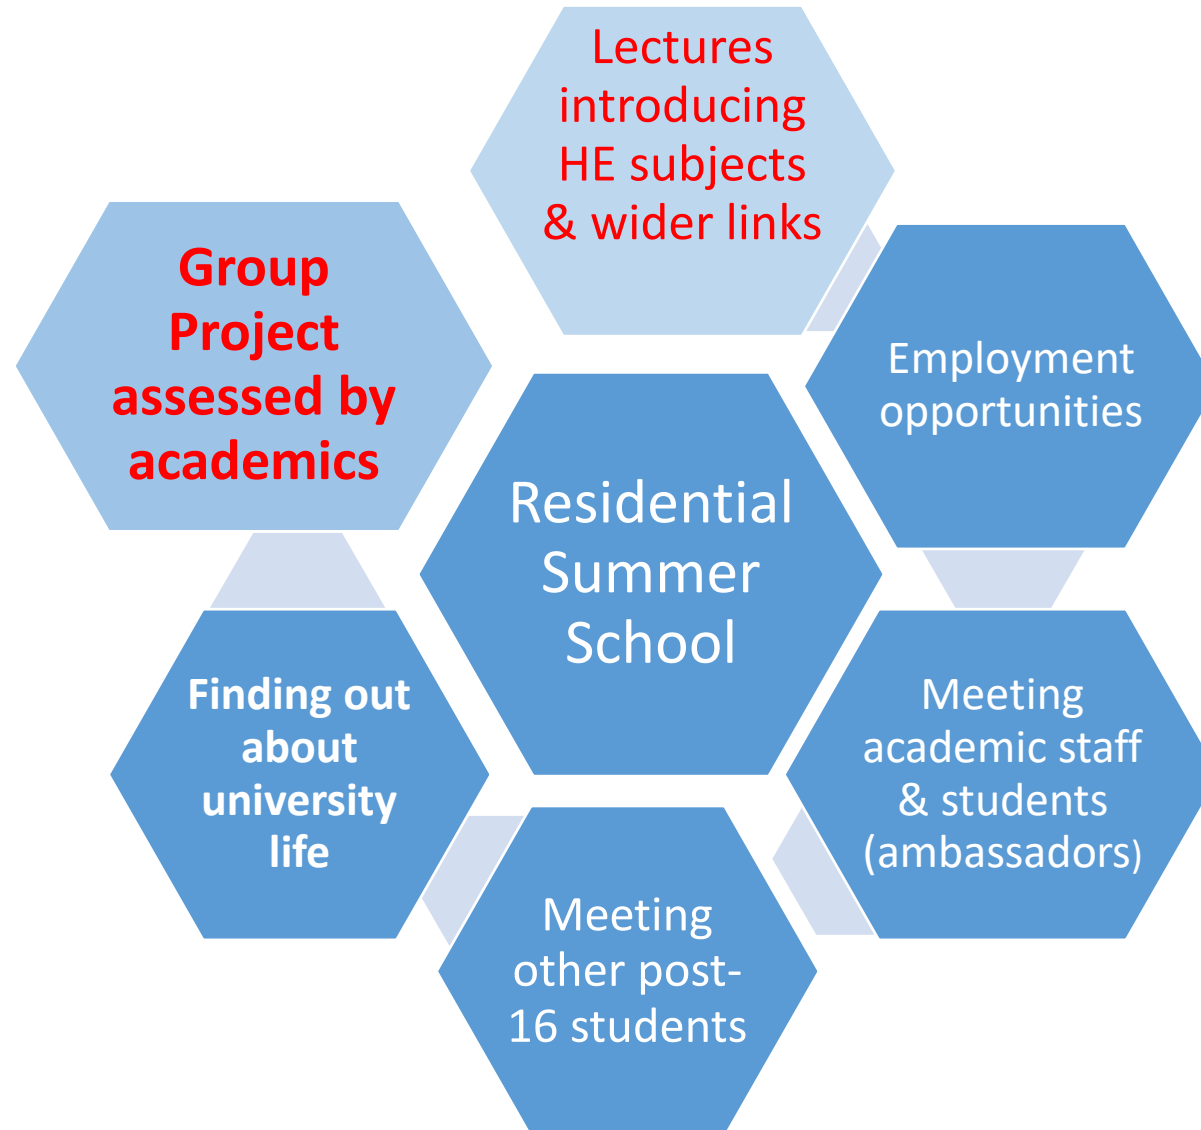 Lectures
introducing
HE subjects
& wider links
Group
Project
assessed by
academics
Employment
opportunities
Residential
Summer
School
Finding out
about
university
life
Meeting
academic staff
& students
(ambassadors)
Meeting
other post-
16 students